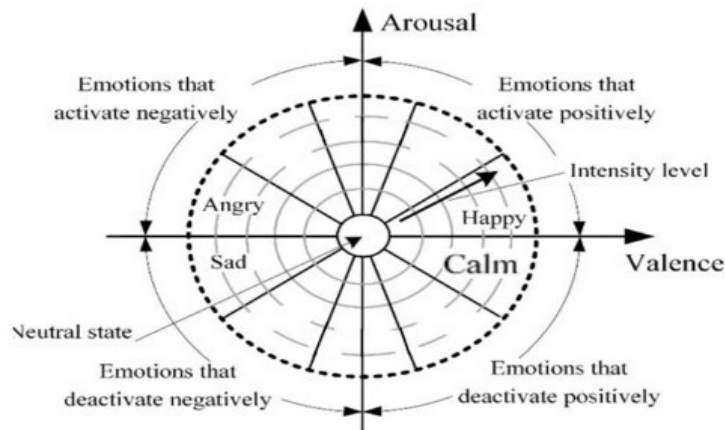 Arousal
Emotions that
activate negatively
Emotions that
activate positively
Intensity level
Angry
Happy
Sad
Calm
Valence
Neutral state
Emotions that
deactivate negatively
Emotions that
deactivate positively